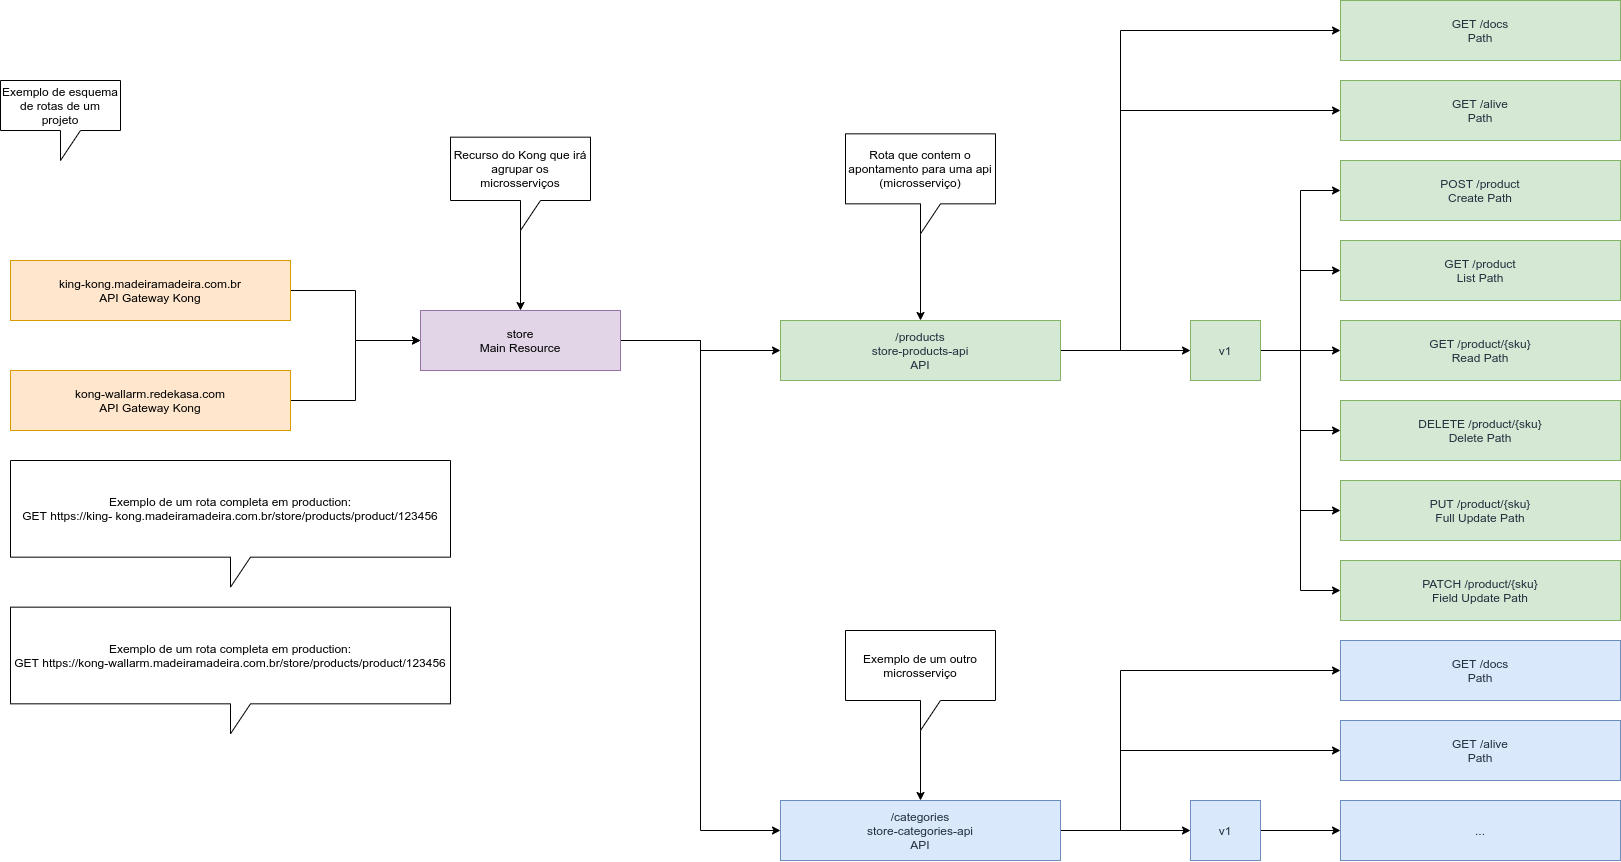 Exemplo de esquema
de rotas de um
projeto
king-kong.madeiramadeira.com.br
API Gateway Kong
kong-wallarm.redekasa.com
API Gateway Kong
Exemplo de um rota completa em production:
GET https://king- kong.madeiramadeira.com.br/store/products/product/123456
Exemplo de um rota completa em production:
GET https://kong-wallarm.madeiramadeira.com.br/store/products/product/123456
Recurso do Kong que irá
agrupar os
microsserviços
store
Main Resource
Rota que contem o
apontamento para uma api
(microsserviço)
/products
store-products-api
API
v1
GET /docs
Path
GET /alive
Path
POST /product
Create Path
GET /product
List Path
GET /product/{sku}
Read Path
DELETE /product/{sku}
Delete Path
PUT /product/{sku}
Full Update Path
PATCH /product/{sku}
Field Update Path
Exemplo de um outro
microsserviço
/categories
store-categories-api
API
v1
GET /docs
Path
GET /alive
Path
...